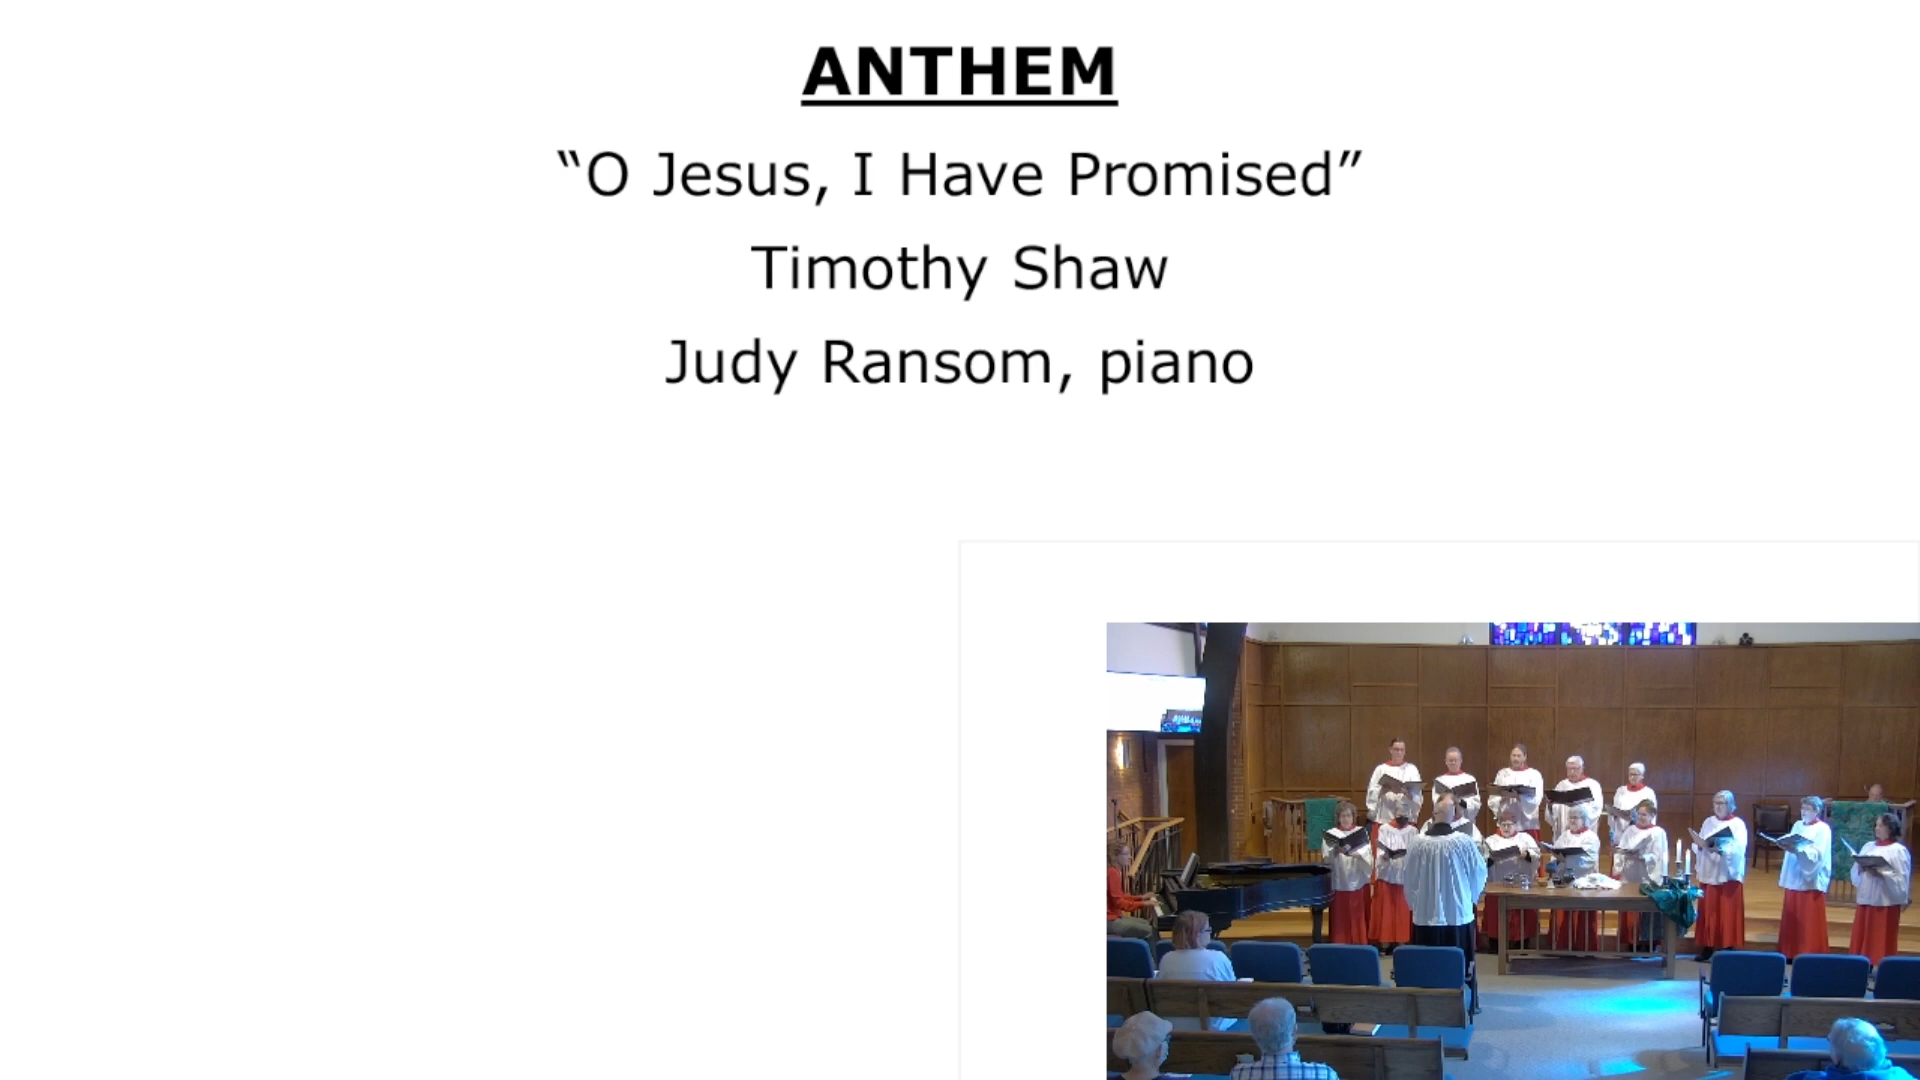 ANTHEM
“O Jesus, I Have Promised”
Timothy Shaw
Judy Ransom, piano